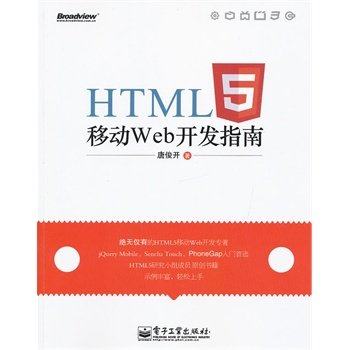 Broadview®
HTML 5
移动Web开发指南
唐俊开 著
绝无仅有的HTML5移动Web开发专著
jQuery Mobile、Sencha Touch、PhoneGap入门首选
HTML5研究小组成员原创书籍
示例丰富，轻松上手
电子工业出版社